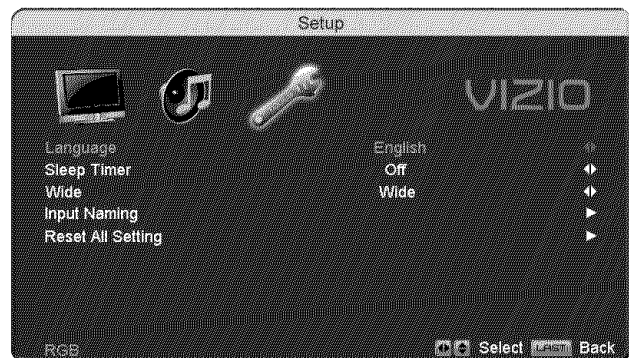 Setup
VIZIO
Language English
Sleep Timer Off
Wide Wide
Input Naming
Reset All Setting
RGB Select LAST Back